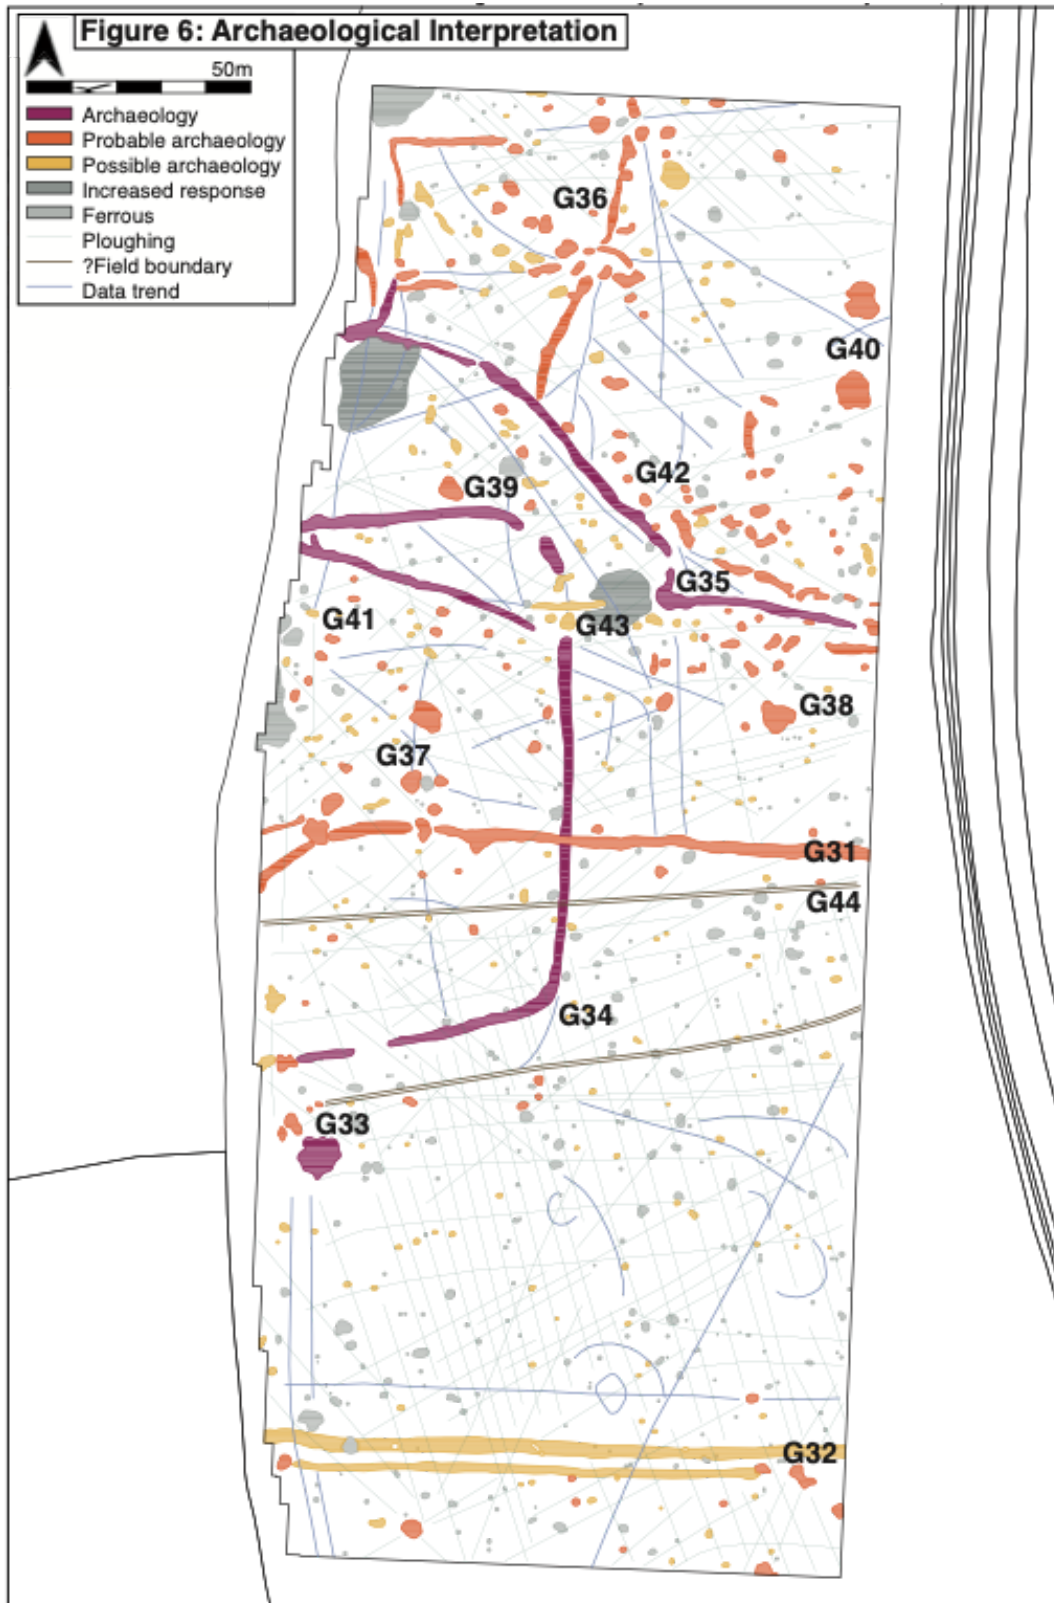 Figure 6: Archaeological Interpretation
50m
Archaeology
Probable archaeology
Possible archaeology
Increased response
Ferrous
Ploughing
?Field boundary
Data trend
G36
G40
G42
G39
G35
G41
G43
G38
G37
G31
G44
G34
G33
G32